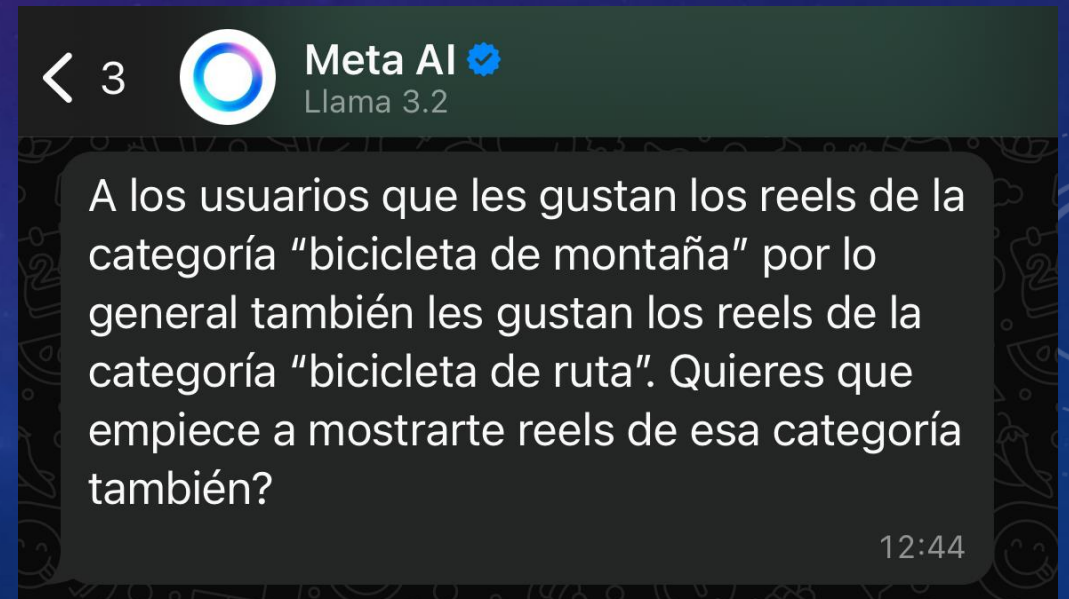 3
Meta AI
Llama 3.2
A los usuarios que les gustan los reels de la
categoría “bicicleta de montaña” por lo
general también les gustan los reels de la
categoría “bicicleta de ruta”. Quieres que
empiece a mostrarte reels de esa categoría
también?
12:44